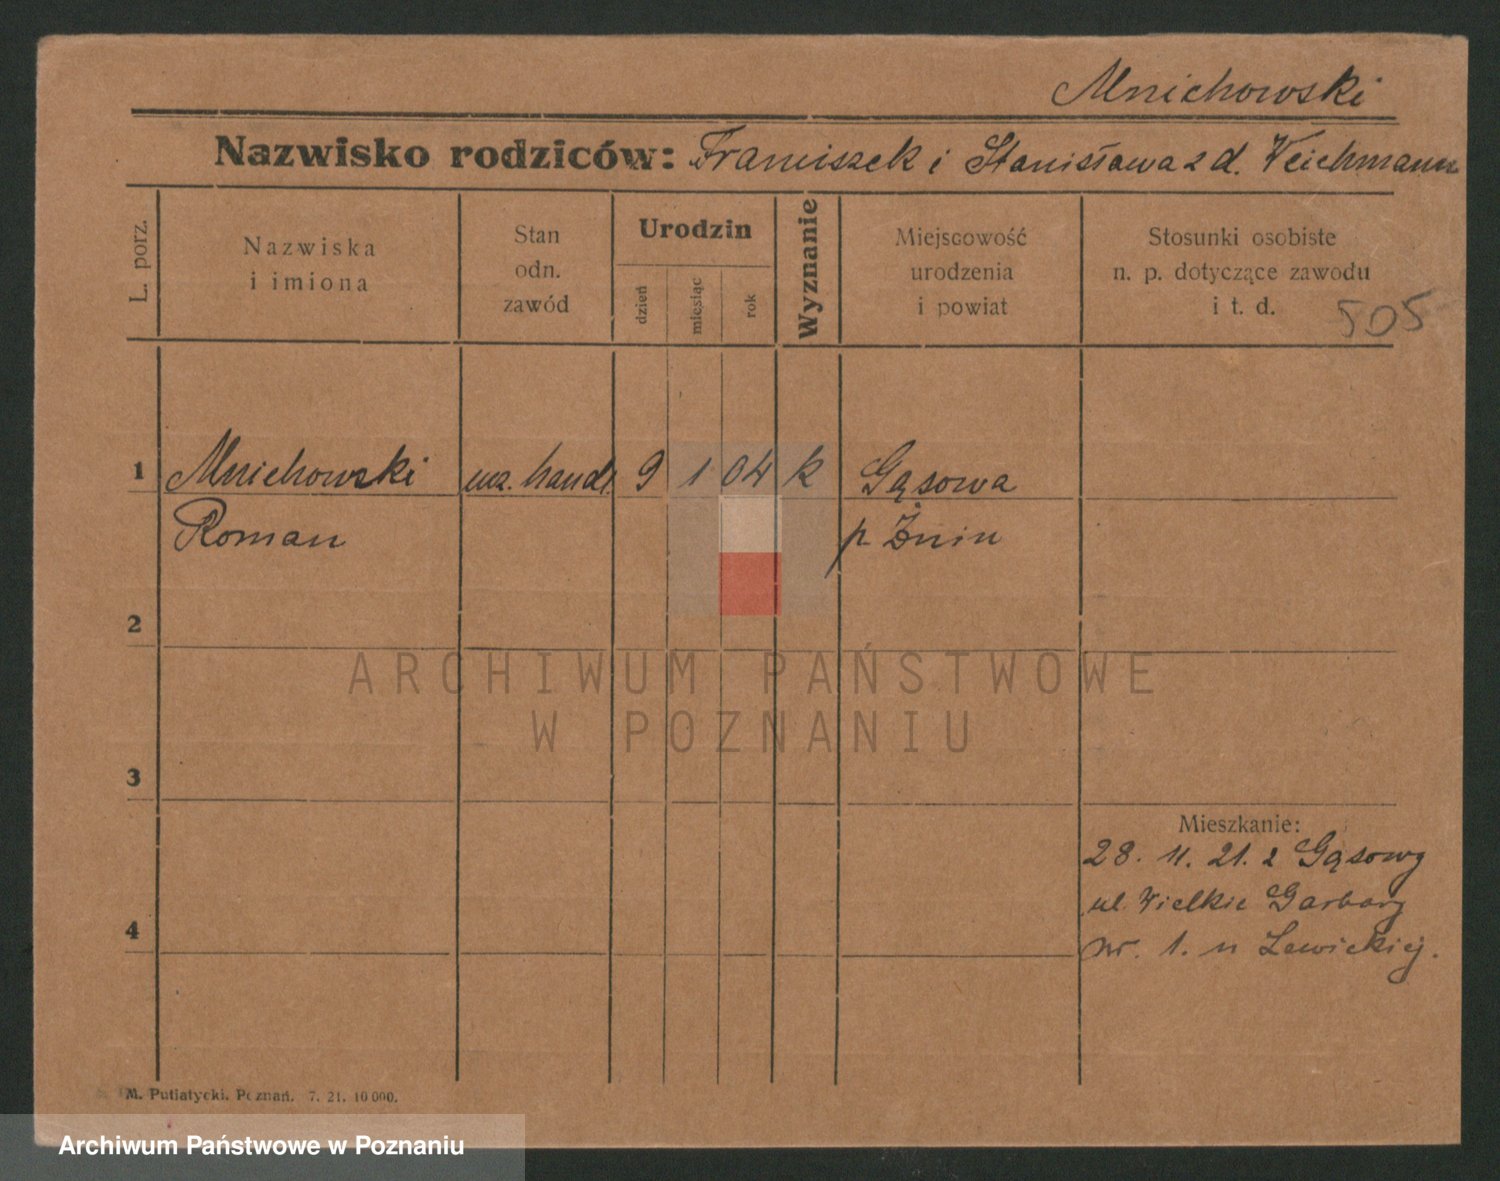 Mnichowski
Nazwisko rodziców: Franciszek i Stanisława z d. Weichmann
L. porz.
Nazwiska
i imiona
Stan
odn.
zawód
Urodzin
dzień
miesiąc
rok
Wyznanie
Miejscowość
urodzenia
i powiat
Stosunki osobiste
n. p. dotyczące zawodu
i t. d.
505
1 Mnichowski ucz. handl. 9 1 04 k Gąsowa
Roman p. Żnin
2
ARCHIWUM PAŃSTWOWE
W POZNANIU
3
Mieszkanie:
28. 11. 21. z Gąsowy
ul. Wielkie Garbary
4
nr. 1. u Lewickiej.
M. Putiatycki. Poznań. 7. 21. 10 000.
Archiwum Państwowe w Poznaniu